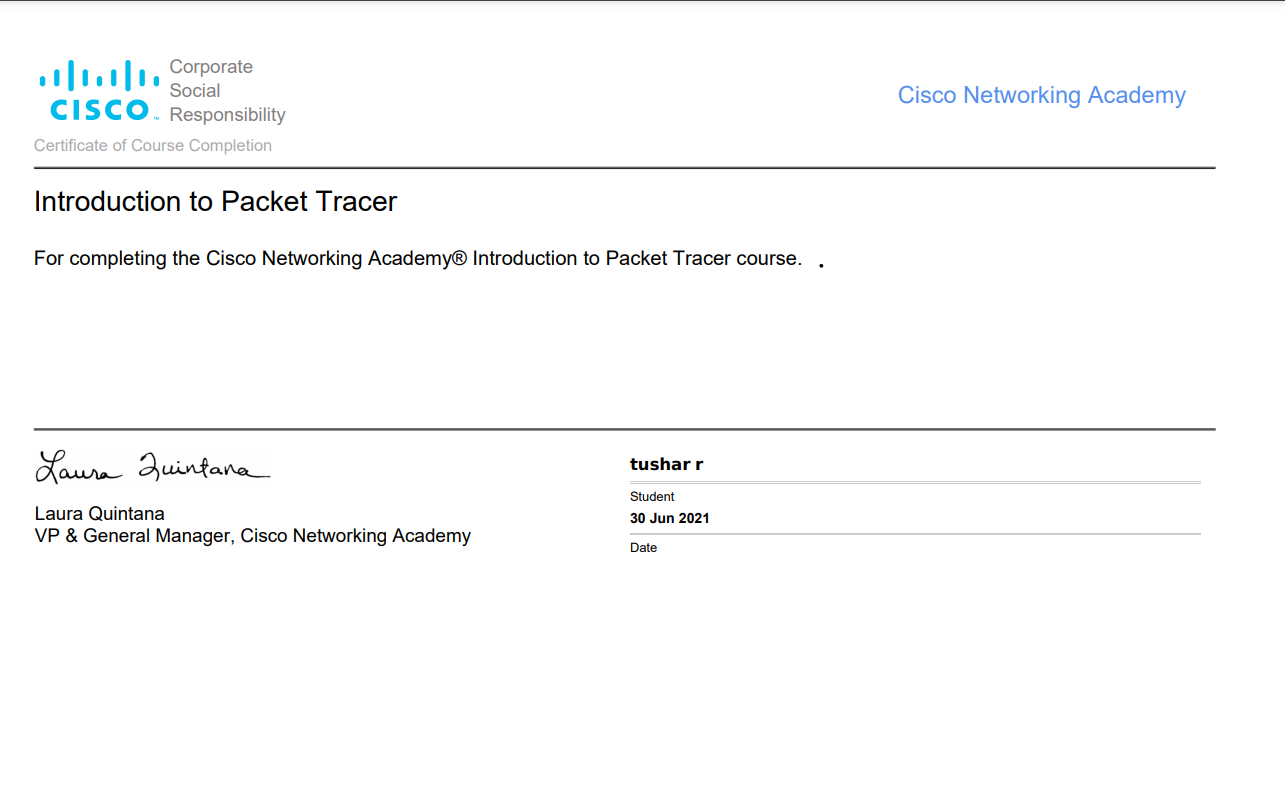 Corporate
Social
Responsibility
CISCO™
Cisco Networking Academy
Certificate of Course Completion
Introduction to Packet Tracer
For completing the Cisco Networking Academy® Introduction to Packet Tracer course. .
Laura Quintana
Laura Quintana
VP & General Manager, Cisco Networking Academy
tushar r
Student
30 Jun 2021
Date